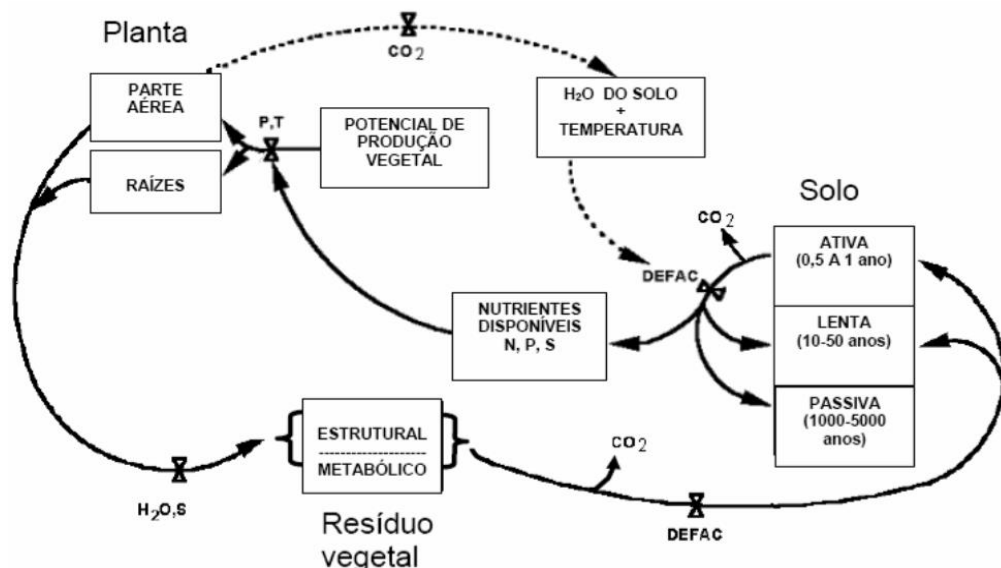 Planta
CO2
PARTE
AÉREA
P,T
POTENCIAL DE
PRODUÇÃO
VEGETAL
H2O DO SOLO
+
TEMPERATURA
RAÍZES
Solo
CO2
ATIVA
(0,5 A 1 ano)
DEFAC
NUTRIENTES
DISPONÍVEIS
N, P, S
LENTA
(10-50 anos)
PASSIVA
(1000-5000
anos)
ESTRUTURAL
METABÓLICO
CO2
H2O,S
Resíduo
vegetal
DEFAC